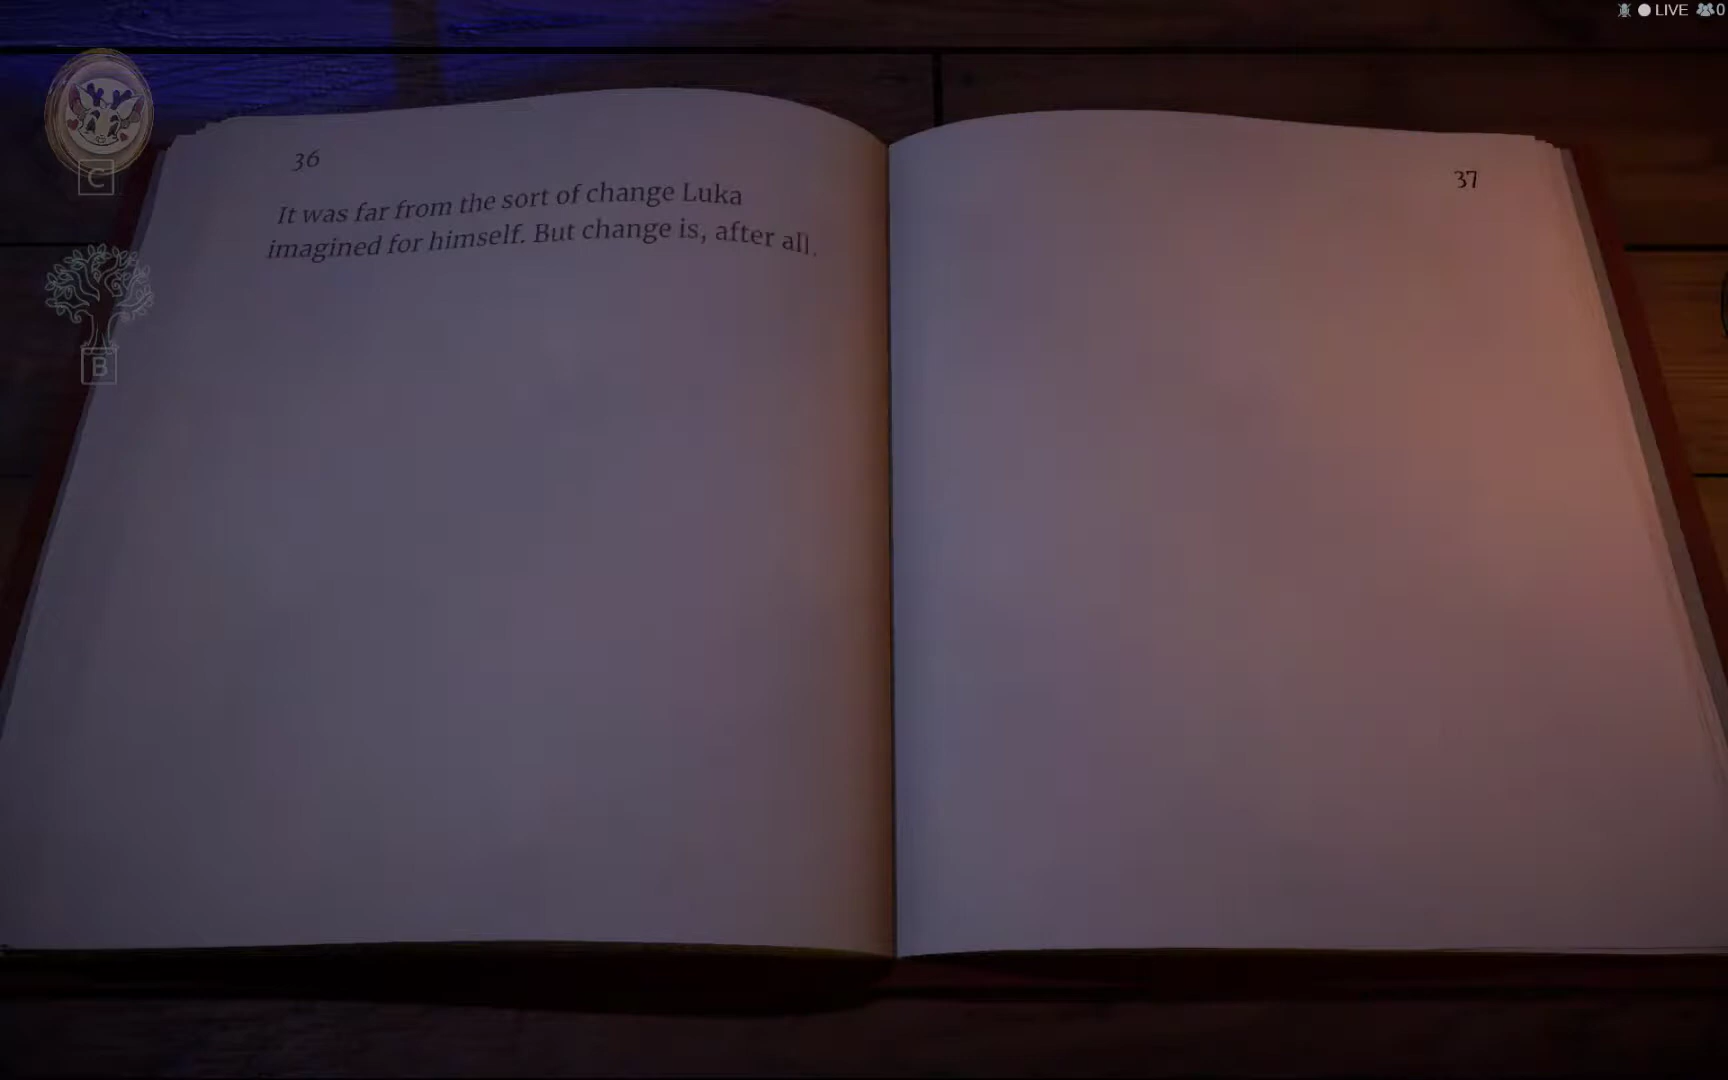 LIVE 0
C
B
36
It was far from the sort of change Luka
imagined for himself. But change is, after all.
37